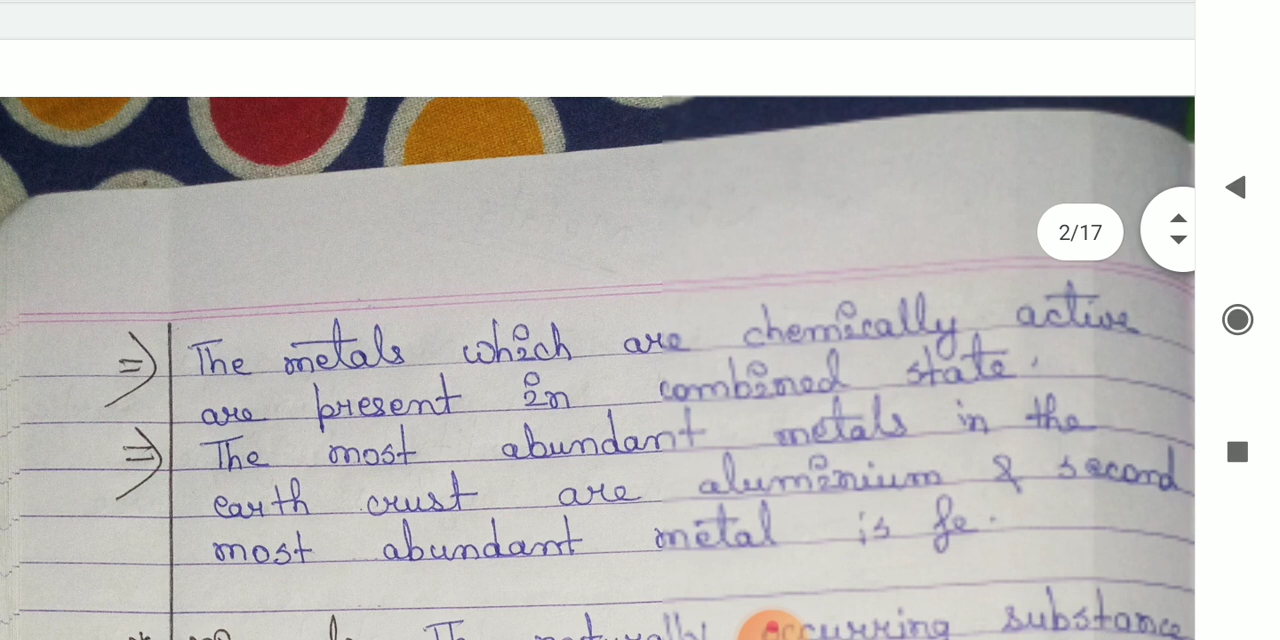 2/17
⇒ The metals which are chemically active
are present in combined state.
⇒ The most abundant metals in the
earth crust are aluminium & second
most abundant metal is fe.
naturally occurring substance